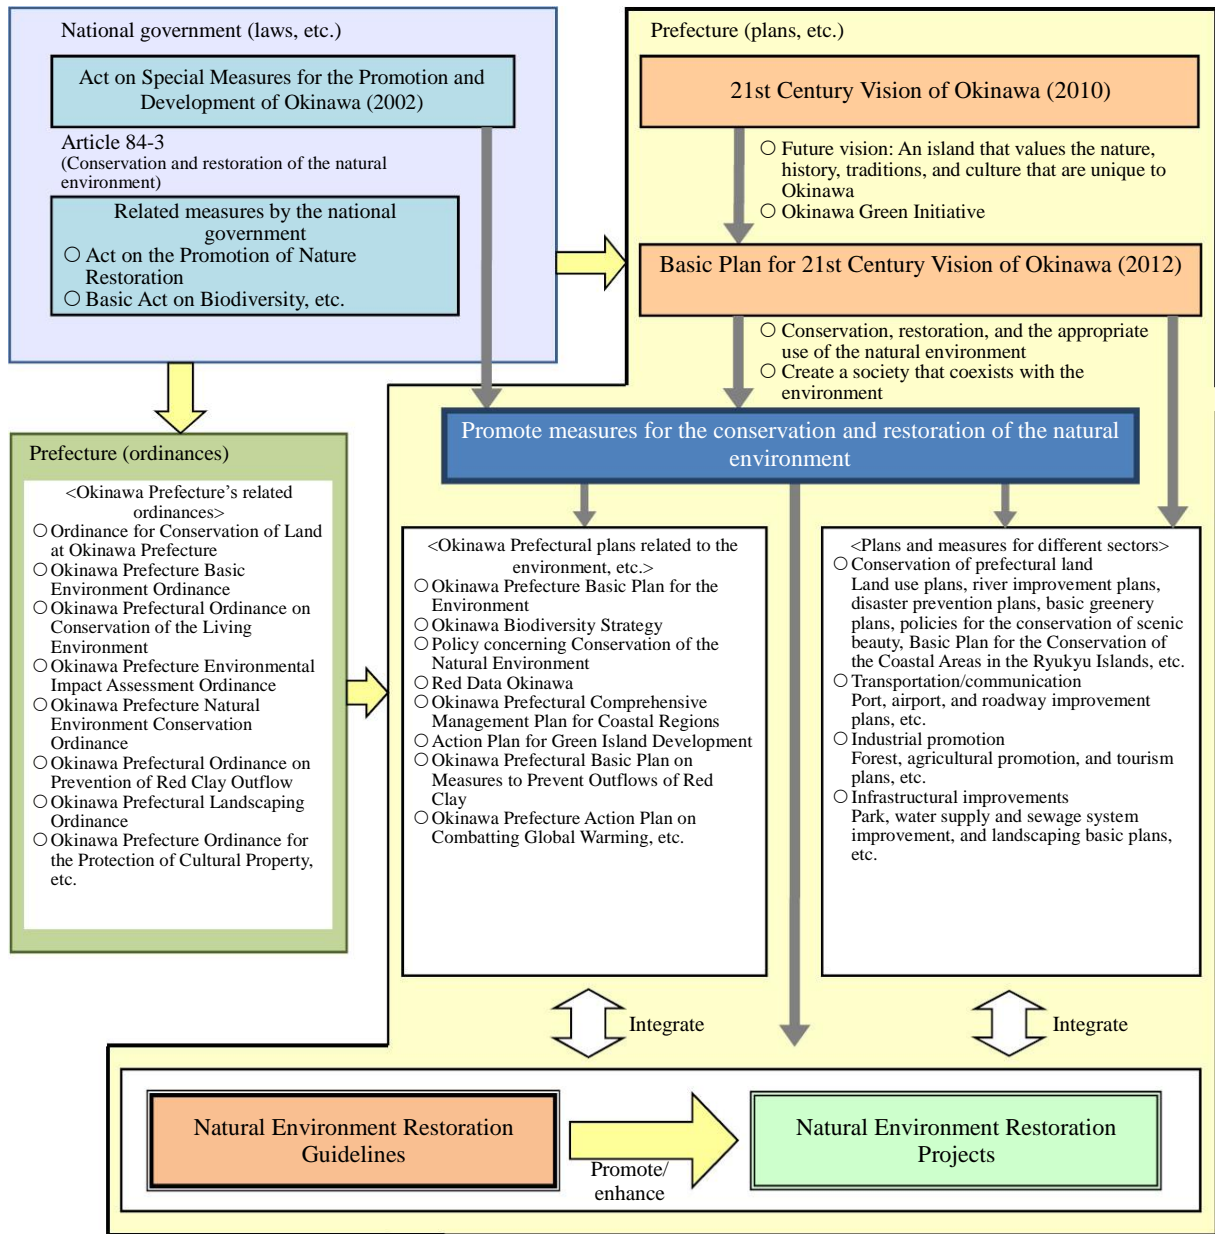 National government (laws, etc.)
Act on Special Measures for the Promotion and
Development of Okinawa (2002)
Article 84-3
(Conservation and restoration of the natural
environment)
Related measures by the national
government
○ Act on the Promotion of Nature
Restoration
○ Basic Act on Biodiversity, etc.
Prefecture (plans, etc.)
21st Century Vision of Okinawa (2010)
○ Future vision: An island that values the nature,
history, traditions, and culture that are unique to
Okinawa
○ Okinawa Green Initiative
Basic Plan for 21st Century Vision of Okinawa (2012)
○ Conservation, restoration, and the appropriate
use of the natural environment
○ Create a society that coexists with the
environment
Promote measures for the conservation and restoration of the natural
environment
Prefecture (ordinances)
<Okinawa Prefecture's related
ordinances>
○ Ordinance for Conservation of Land
at Okinawa Prefecture
○ Okinawa Prefecture Basic
Environment Ordinance
○ Okinawa Prefectural Ordinance on
Conservation of the Living
Environment
○ Okinawa Prefecture Environmental
Impact Assessment Ordinance
○ Okinawa Prefecture Natural
Environment Conservation
Ordinance
○ Okinawa Prefectural Ordinance on
Prevention of Red Clay Outflow
○ Okinawa Prefectural Landscaping
Ordinance
○ Okinawa Prefecture Ordinance for
the Protection of Cultural Property,
etc.
<Okinawa Prefectural plans related to the
environment, etc.>
○ Okinawa Prefecture Basic Plan for the
Environment
○ Okinawa Biodiversity Strategy
○ Policy concerning Conservation of the
Natural Environment
○ Red Data Okinawa
○ Okinawa Prefectural Comprehensive
Management Plan for Coastal Regions
○ Action Plan for Green Island Development
○ Okinawa Prefectural Basic Plan on
Measures to Prevent Outflows of Red
Clay
○ Okinawa Prefecture Action Plan on
Combatting Global Warming, etc.
<Plans and measures for different sectors>
○ Conservation of prefectural land
Land use plans, river improvement plans,
disaster prevention plans, basic greenery
plans, policies for the conservation of scenic
beauty, Basic Plan for the Conservation of
the Coastal Areas in the Ryukyu Islands, etc.
○ Transportation/communication
Port, airport, and roadway improvement
plans, etc.
○ Industrial promotion
Forest, agricultural promotion, and tourism
plans, etc.
○ Infrastructural improvements
Park, water supply and sewage system
improvement, and landscaping basic plans,
etc.
Integrate
Integrate
Natural Environment Restoration
Guidelines
Promote/
enhance
Natural Environment Restoration
Projects